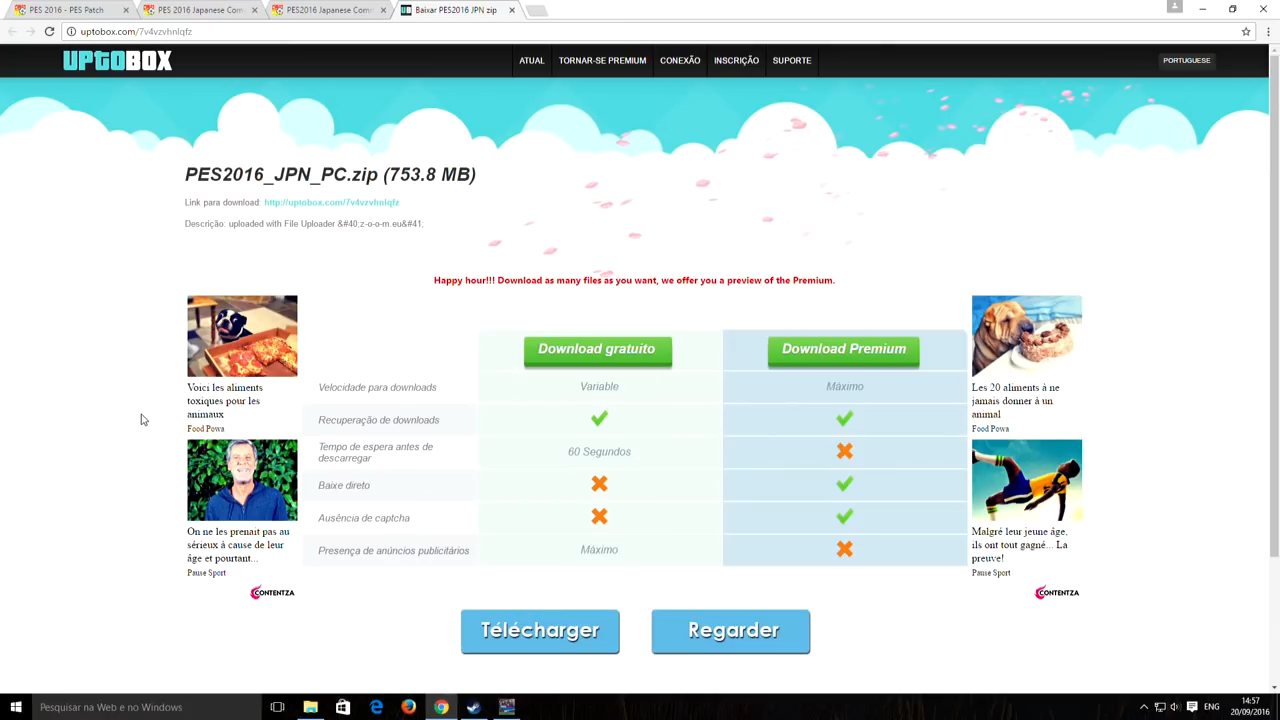 PES 2016 - PES Patch
PES 2016 Japanese Com
PES 2016 Japanese Com
Baixar PES2016 JPN zip
uptobox.com/7v4vzvhnlqfz
UPTOBOX
ATUAL
TORNAR-SE PREMIUM
CONEXÃO
INSCRIÇÃO
SUPORTE
PORTUGUESE
PES2016_JPN_PC.zip (753.8 MB)
Link para download: http://uptobox.com/7v4vzvhnlqfz
Descrição: uploaded with File Uploader &#40;z-o-o-m.eu&#41;
Happy hour!!! Download as many files as you want, we offer you a preview of the Premium.
Download gratuito
Download Premium
Velocidade para downloads
Variable
Máximo
Recuperação de downloads
Tempo de espera antes de
descarregar
60 Segundos
Baixe direto
Ausência de captcha
Presença de anúncios publicitários
Máximo
Voici les aliments
toxiques pour les
animaux
Food Powa
On ne les prenait pas au
sérieux à cause de leur
âge et pourtant...
Pause Sport
CONTENTZA
Les 20 aliments à ne
jamais donner à un
animal
Food Powa
Malgré leur jeune âge,
ils ont tout gagné... La
preuve!
Pause Sport
CONTENTZA
Télécharger
Regarder
Pesquisar na Web e no Windows
ENG
14:57
20/09/2016